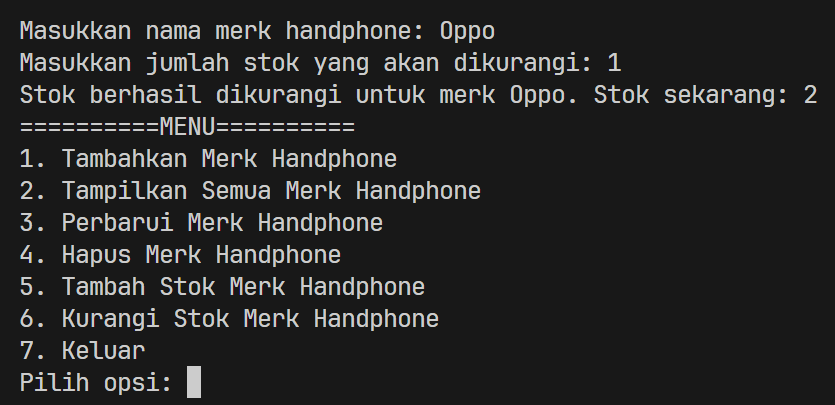 Masukkan nama merk handphone: Oppo
Masukkan jumlah stok yang akan dikurangi: 1
Stok berhasil dikurangi untuk merk Oppo. Stok sekarang: 2
==========MENU==========
1. Tambahkan Merk Handphone
2. Tampilkan Semua Merk Handphone
3. Perbarui Merk Handphone
4. Hapus Merk Handphone
5. Tambah Stok Merk Handphone
6. Kurangi Stok Merk Handphone
7. Keluar
Pilih opsi: